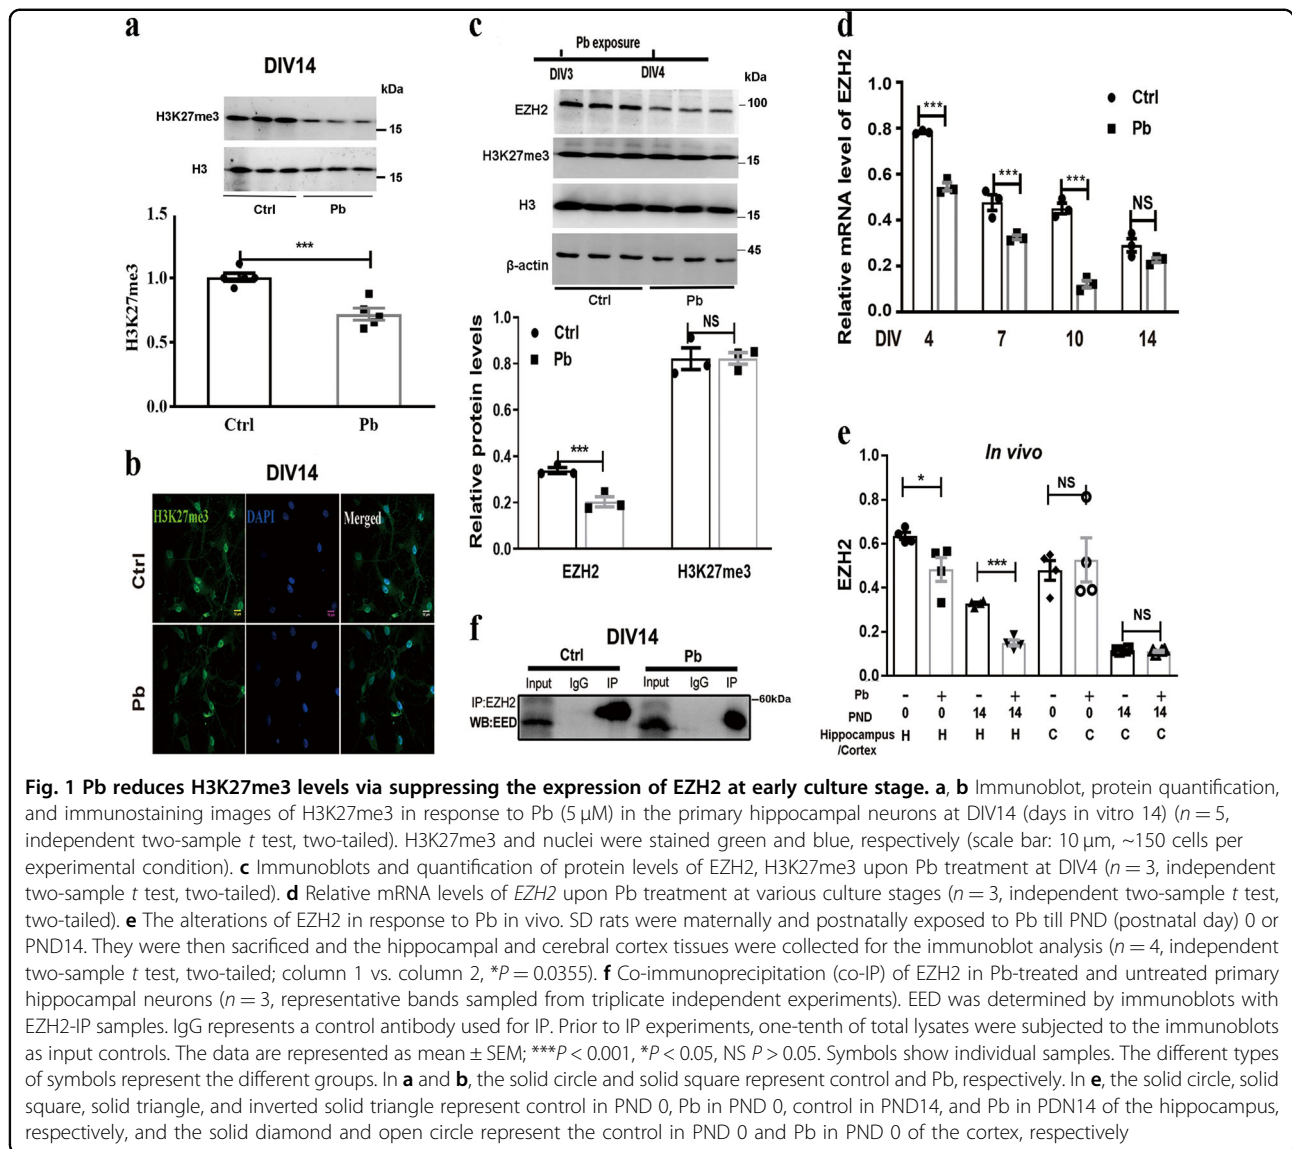 a
DIV14
kDa
H3K27me3
15
H3
15
Ctrl Pb
1.5
1.0
0.5
0.0
H3K27me3
***
Ctrl Pb
b
DIV14
H3K27me3 DAPI Merged
Ctrl
Pb
c
Pb exposure
DIV3 DIV4
kDa
EZH2
100
H3K27me3
15
H3
15
β-actin
45
Ctrl Pb
Relative protein levels
1.0
0.8
0.6
0.4
0.2
0.0
Ctrl
Pb
***
NS
EZH2 H3K27me3
d
Relative mRNA level of EZH2
1.0
0.8
0.6
0.4
0.2
0.0
Ctrl
Pb
***
***
***
NS
DIV 4 7 10 14
e
In vivo
EZH2
1.0
0.8
0.6
0.4
0.2
0.0
*
***
NS
NS
Pb - + - + - + - +
PND 0 0 14 14 0 0 14 14
Hippocampus H H H H C C C C
/Cortex
f
DIV14
Ctrl Pb
Input IgG IP Input IgG IP
IP:EZH2
60kDa
WB:EED
Fig. 1 Pb reduces H3K27me3 levels via suppressing the expression of EZH2 at early culture stage. a, b Immunoblot, protein quantification,
and immunostaining images of H3K27me3 in response to Pb (5 μM) in the primary hippocampal neurons at DIV14 (days in vitro 14) (n = 5,
independent two-sample t test, two-tailed). H3K27me3 and nuclei were stained green and blue, respectively (scale bar: 10 μm, ~150 cells per
experimental condition). c Immunoblots and quantification of protein levels of EZH2, H3K27me3 upon Pb treatment at DIV4 (n = 3, independent
two-sample t test, two-tailed). d Relative mRNA levels of EZH2 upon Pb treatment at various culture stages (n = 3, independent two-sample t test,
two-tailed). e The alterations of EZH2 in response to Pb in vivo. SD rats were maternally and postnatally exposed to Pb till PND (postnatal day) 0 or
PND14. They were then sacrificed and the hippocampal and cerebral cortex tissues were collected for the immunoblot analysis (n = 4, independent
two-sample t test, two-tailed; column 1 vs. column 2, *P = 0.0355). f Co-immunoprecipitation (co-IP) of EZH2 in Pb-treated and untreated primary
hippocampal neurons (n = 3, representative bands sampled from triplicate independent experiments). EED was determined by immunoblots with
EZH2-IP samples. IgG represents a control antibody used for IP. Prior to IP experiments, one-tenth of total lysates were subjected to the immunoblots
as input controls. The data are represented as mean ± SEM; ***P < 0.001, *P < 0.05, NS P > 0.05. Symbols show individual samples. The different types
of symbols represent the different groups. In a and b, the solid circle and solid square represent control and Pb, respectively. In e, the solid circle, solid
square, solid triangle, and inverted solid triangle represent control in PND 0, Pb in PND 0, control in PND14, and Pb in PDN14 of the hippocampus,
respectively, and the solid diamond and open circle represent the control in PND 0 and Pb in PND 0 of the cortex, respectively